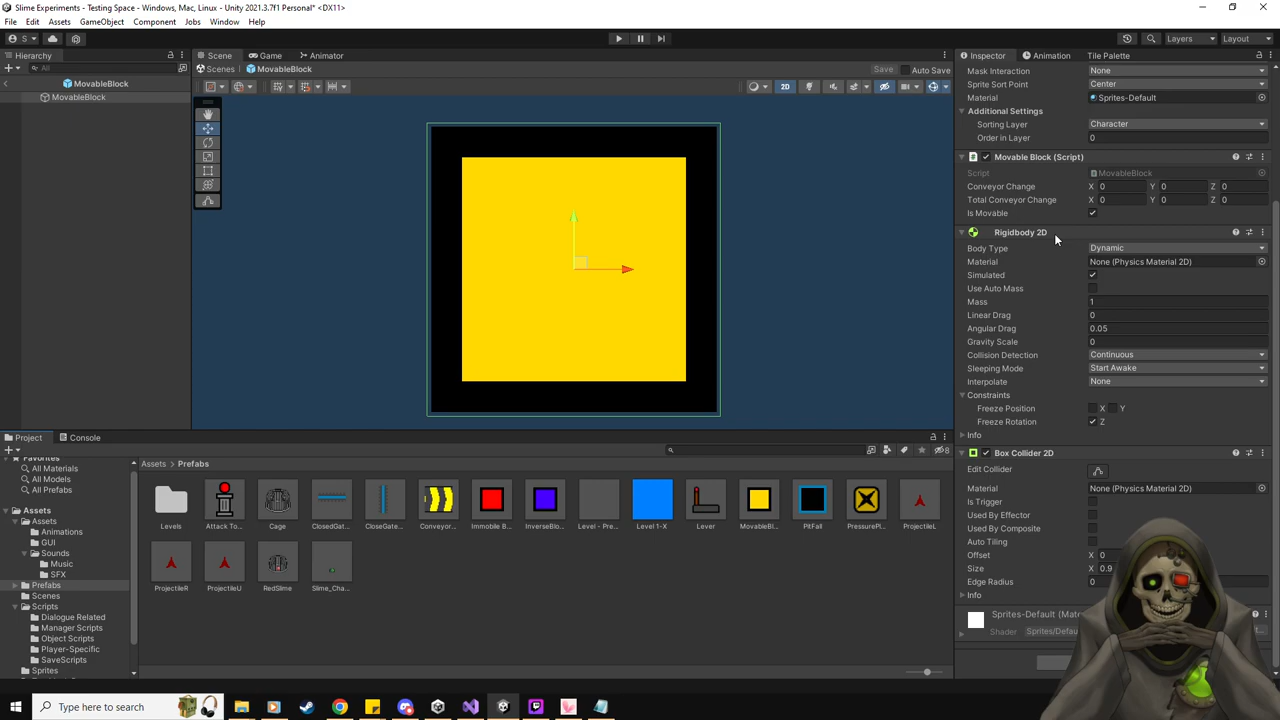 Slime Experiments - Testing Space - Windows, Mac, Linux - Unity 2021.3.7f1 Personal* <DX11>
File Edit Assets GameObject Component Jobs Window Help
S Layers Layout
Hierarchy
All
MovableBlock
MovableBlock
Scene Game Animator
Scenes MovableBlock Save Auto Save
2D
Inspector Animation Tile Palette
Mask Interaction None
Sprite Sort Point Center
Material Sprites-Default
Additional Settings
Sorting Layer Character
Order in Layer 0
Movable Block (Script)
Script MovableBlock
Conveyor Change X 0 Y 0 Z 0
Total Conveyor Change X 0 Y 0 Z 0
Is Movable
Rigidbody 2D
Body Type Dynamic
Material None (Physics Material 2D)
Simulated
Use Auto Mass
Mass 1
Linear Drag 0
Angular Drag 0.05
Gravity Scale 0
Collision Detection Continuous
Sleeping Mode Start Awake
Interpolate None
Constraints
Freeze Position X Y
Freeze Rotation Z
Info
Box Collider 2D
Edit Collider
Material None (Physics Material 2D)
Is Trigger
Used By Effector
Used By Composite
Auto Tiling
Offset X 0
Size X 0.9
Edge Radius 0
Info
Sprites-Default (Mate
Shader Sprites/Defau
Project Console
8
Favorites
All Materials
All Models
All Prefabs
Assets
Assets
Animations
GUI
Sounds
Music
SFX
Prefabs
Scenes
Scripts
Dialogue Related
Manager Scripts
Object Scripts
Player-Specific
SaveScripts
Sprites
Assets > Prefabs
Levels Attack To... Cage ClosedGat... CloseGate... Conveyor... Immobile B... InverseBlo... Level - Pre... Level 1-X Lever MovableBl... PitFall PressurePl... ProjectileL
ProjectileR ProjectileU RedSlime Slime_Cha...
Type here to search